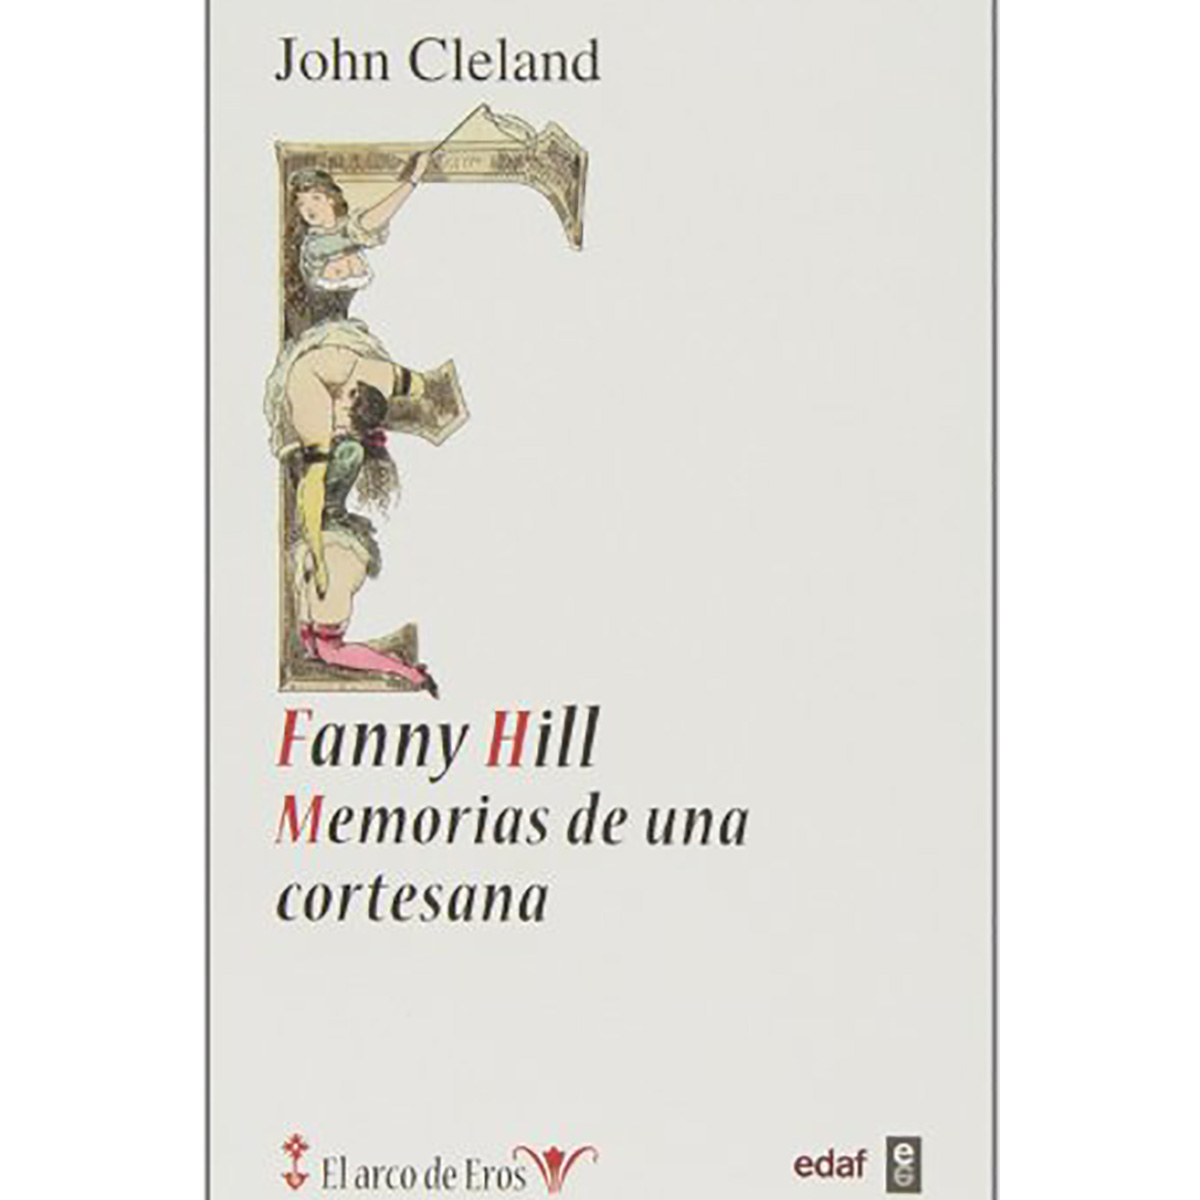 John Cleland
Fanny Hill
Memorias de una
cortesana
El arco de Eros
edaf